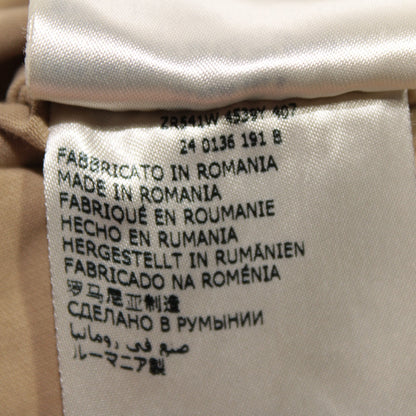 ZR541W 4539Y 407
24 0136 191 B
FABBRICATO IN ROMANIA
MADE IN ROMANIA
FABRIQUÉ EN ROUMANIE
HECHO EN RUMANIA
HERGESTELLT IN RUMÄNIEN
FABRICADO NA ROMÉNIA
罗马尼亚制造
СДЕЛАНО В РУМЫНИИ
صنع في رومانيا
ルーマニア製